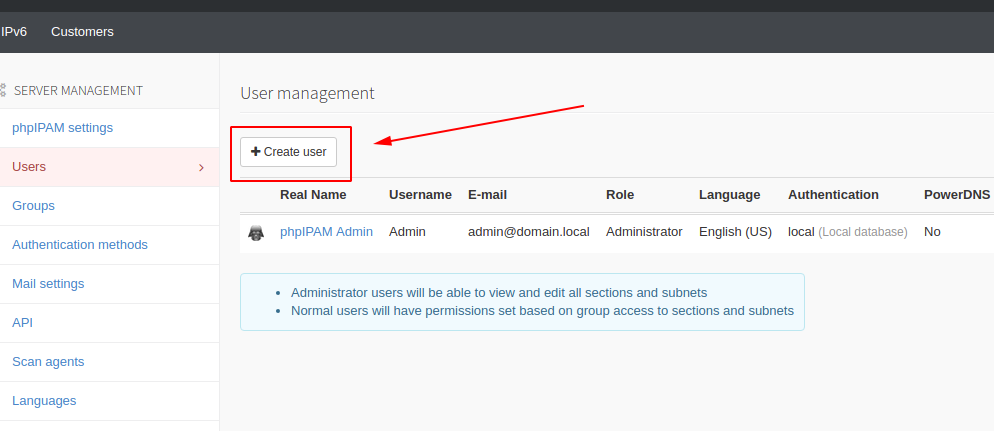 IPv6 Customers
SERVER MANAGEMENT
phpIPAM settings
Users
Groups
Authentication methods
Mail settings
API
Scan agents
Languages
User management
Create user
Real Name Username E-mail Role Language Authentication PowerDNS
phpIPAM Admin Admin admin@domain.local Administrator English (US) local (Local database) No
• Administrator users will be able to view and edit all sections and subnets
• Normal users will have permissions set based on group access to sections and subnets